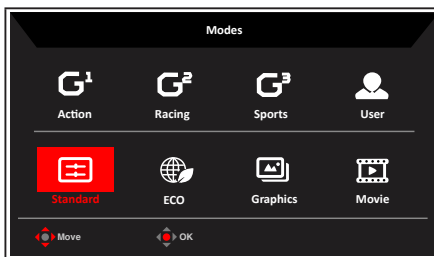 Modes
G¹ G² G³
Action Racing Sports User
Standard ECO Graphics Movie
Move OK